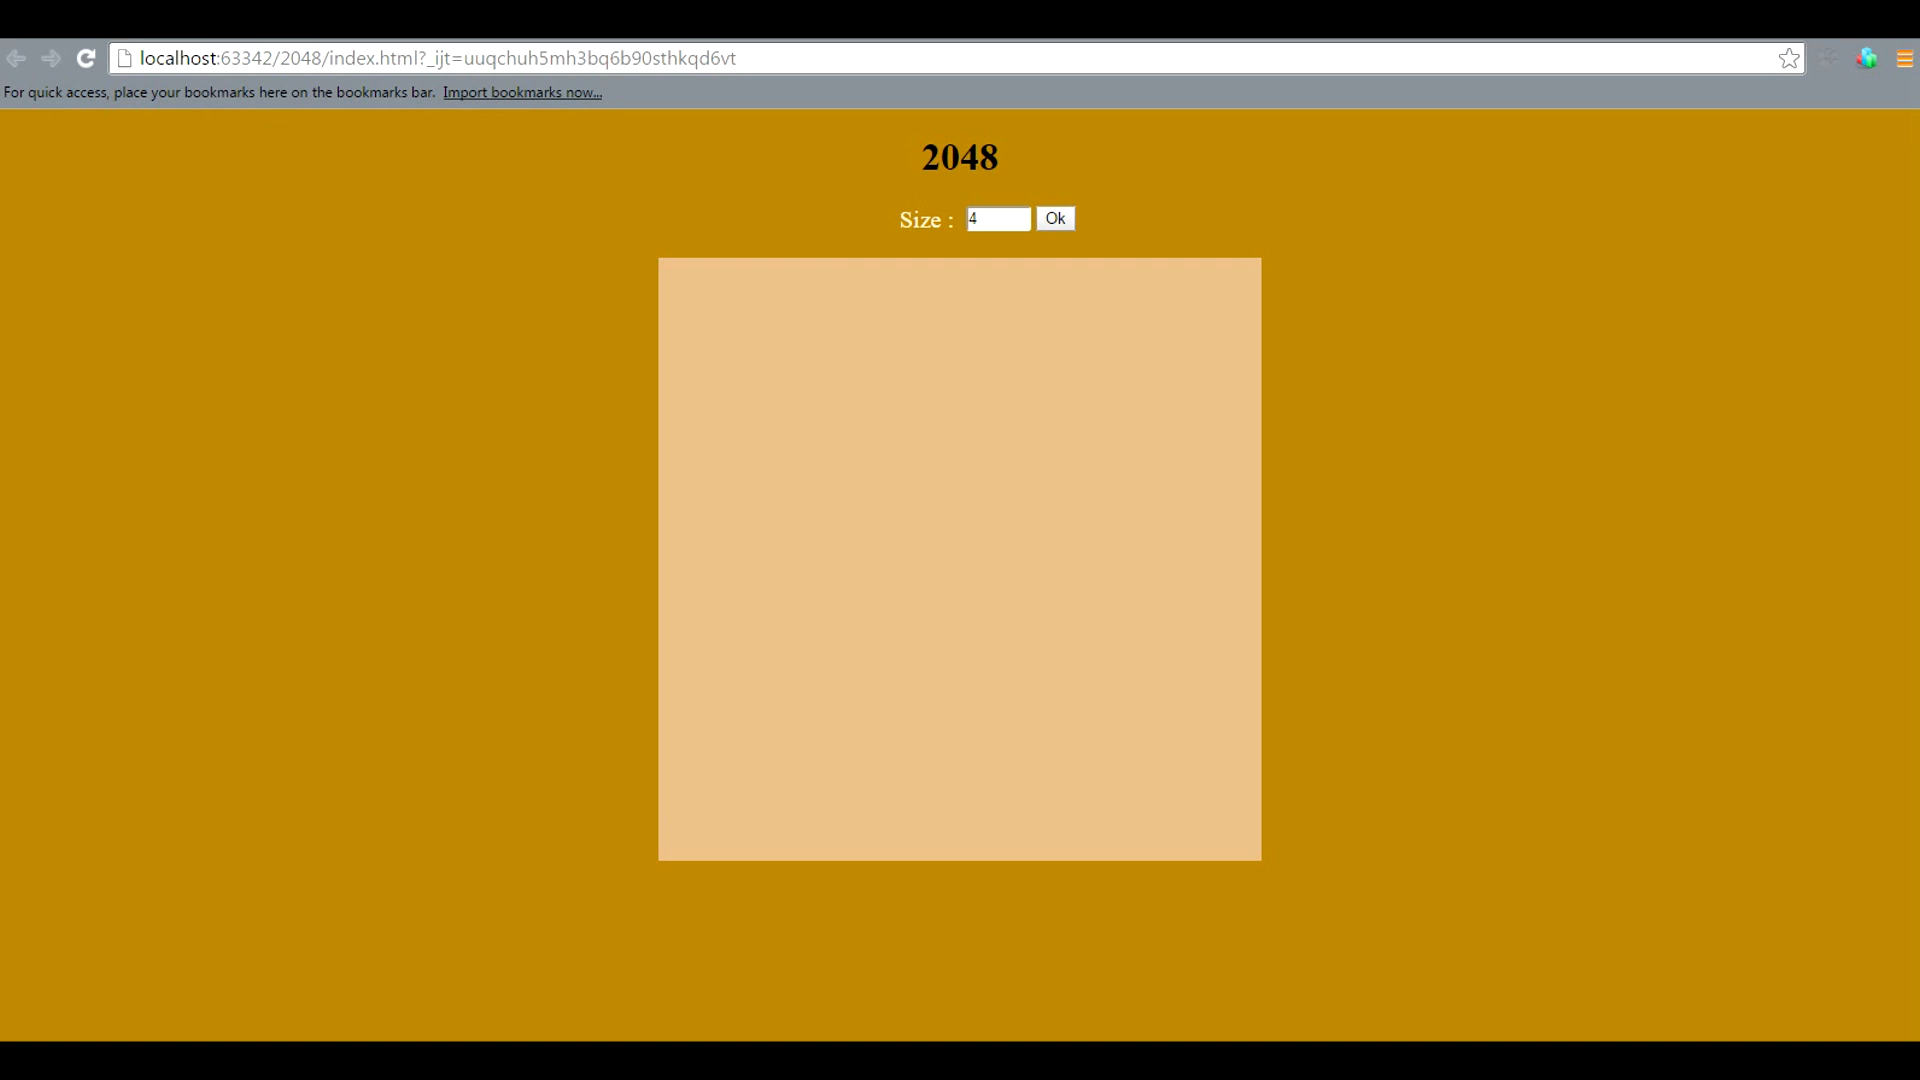 localhost:63342/2048/index.html?_ijt=uuqchuh5mh3bq6b90sthkqd6vt
For quick access, place your bookmarks here on the bookmarks bar. Import bookmarks now...
2048
Size : 4 Ok